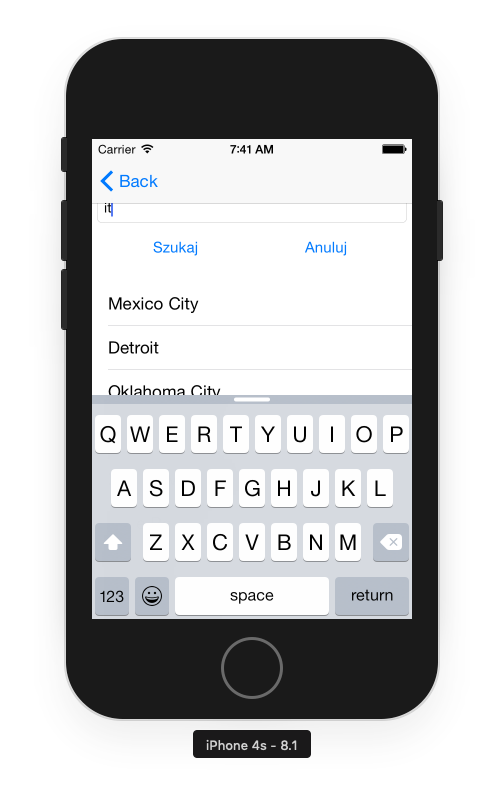 Carrier 7:41 AM
Back
it
Szukaj Anuluj
Mexico City
Detroit
Oklahoma City
Q W E R T Y U I O P
A S D F G H J K L
Z X C V B N M
123 space return
iPhone 4s - 8.1